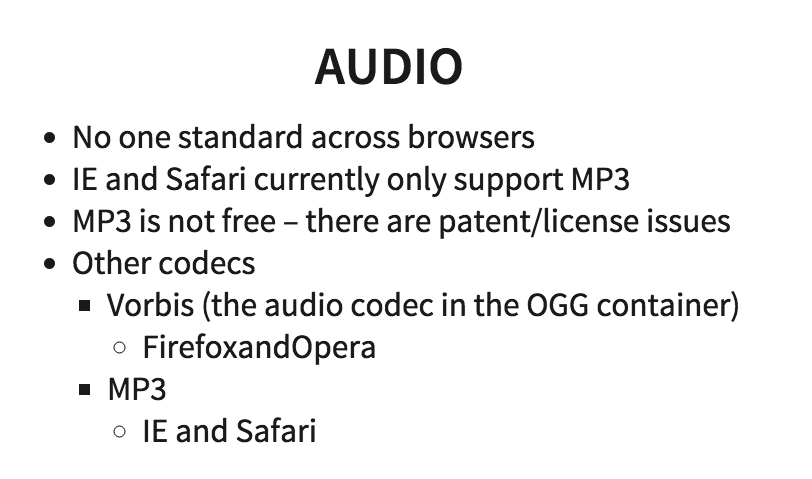 AUDIO
• No one standard across browsers
• IE and Safari currently only support MP3
• MP3 is not free – there are patent/license issues
• Other codecs
▪ Vorbis (the audio codec in the OGG container)
○ FirefoxandOpera
▪ MP3
○ IE and Safari